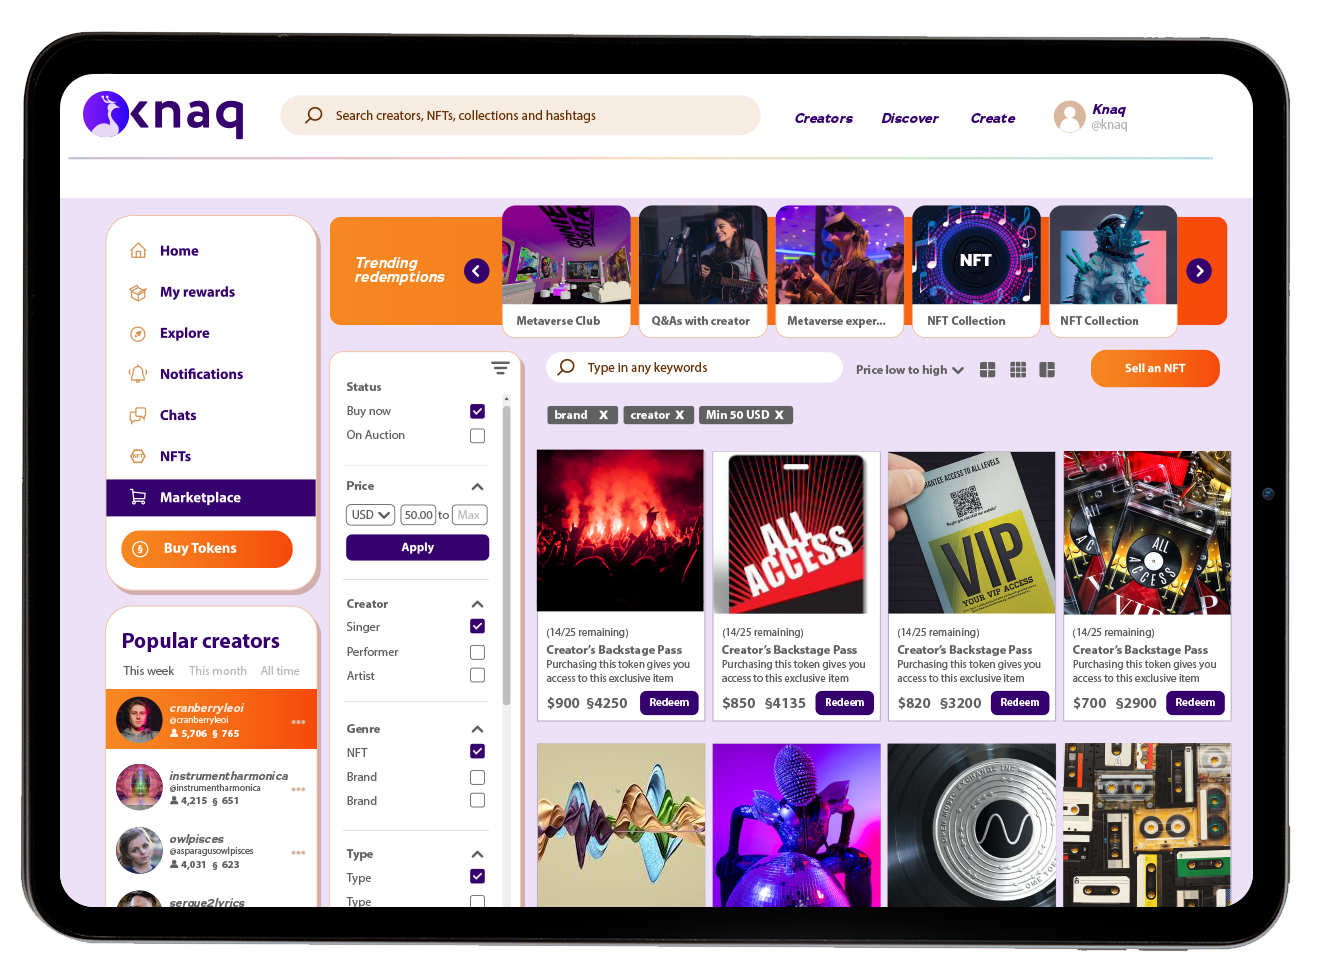 knaq
Search creators, NFTs, collections and hashtags
Creators
Discover
Create
Knaq
@knaq
Home
My rewards
Explore
Notifications
Chats
NFTs
Marketplace
Buy Tokens
Popular creators
This week This month All time
cranberryleoi
@cranberryleoi
5,706 § 765
instrumentharmonica
@instrumentharmonica
4,215 § 651
owlpisces
@asparagusowlpisces
4,031 § 623
serque2lyrics
Trending
redemptions
NFT
Metaverse Club
Q&As with creator
Metaverse exper...
NFT Collection
NFT Collection
Status
Buy now
On Auction
Price
USD 50.00 to Max
Apply
Creator
Singer
Performer
Artist
Genre
NFT
Brand
Brand
Type
Type
Type
Type in any keywords
Price low to high
Sell an NFT
brand X
creator X
Min 50 USD X
ALL
ACCESS
ANTEE ACCESS TO ALL LEVELS
VIP
YOUR VIP ACCESS
ALL
ACCESS
VIP
(14/25 remaining)
Creator's Backstage Pass
Purchasing this token gives you
access to this exclusive item
$900 §4250 Redeem
(14/25 remaining)
Creator's Backstage Pass
Purchasing this token gives you
access to this exclusive item
$850 §4135 Redeem
(14/25 remaining)
Creator's Backstage Pass
Purchasing this token gives you
access to this exclusive item
$820 §3200 Redeem
(14/25 remaining)
Creator's Backstage Pass
Purchasing this token gives you
access to this exclusive item
$700 §2900 Redeem